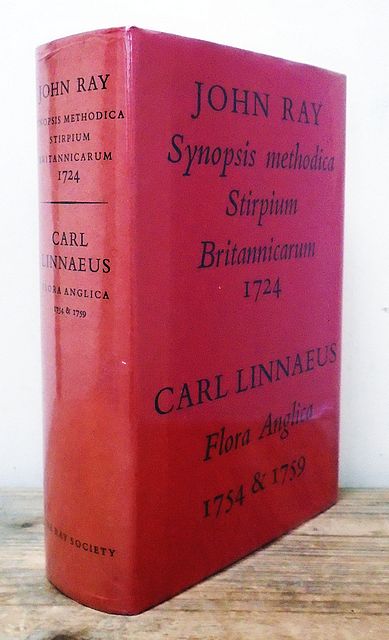 JOHN RAY
SYNOPSIS METHODICA
STIRPIUM
BRITANNICARUM
1724
CARL
LINNAEUS
FLORA ANGLICA
1754 & 1759
THE RAY SOCIETY
JOHN RAY
Synopsis methodica
Stirpium
Britannicarum
1724
CARL LINNAEUS
Flora Anglica
1754 & 1759